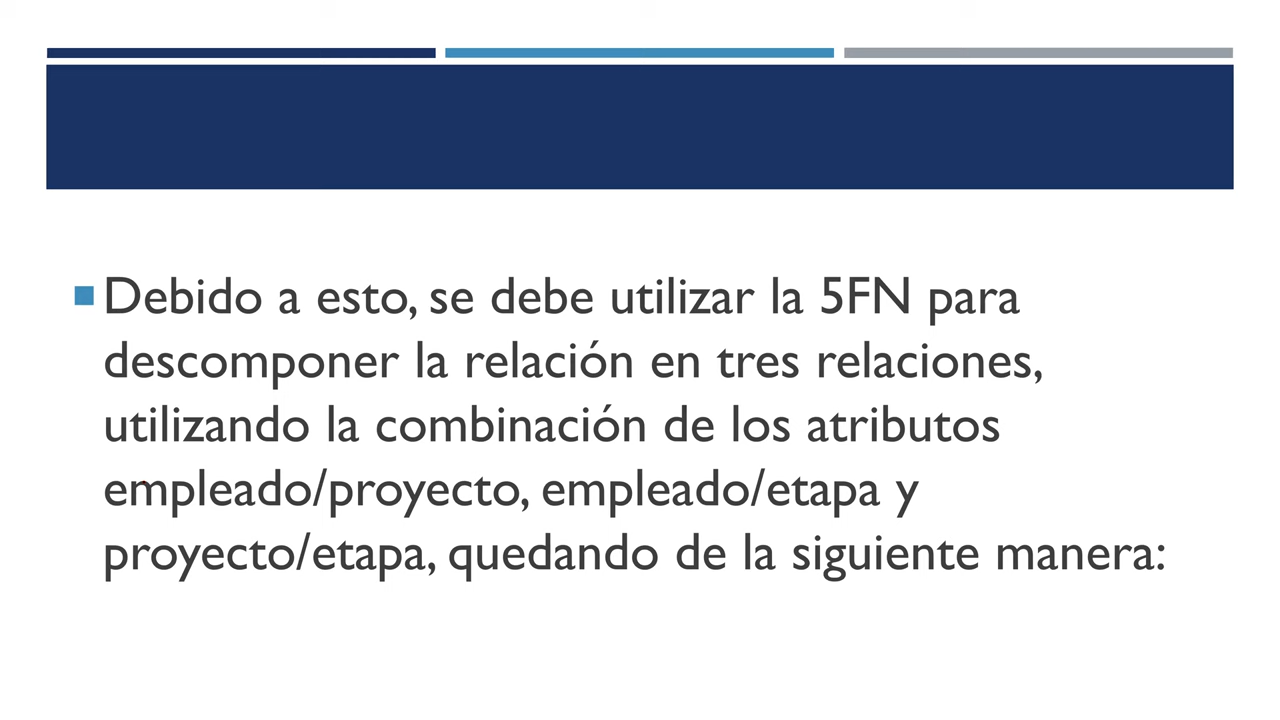 Debido a esto, se debe utilizar la 5FN para
descomponer la relación en tres relaciones,
utilizando la combinación de los atributos
empleado/proyecto, empleado/etapa y
proyecto/etapa, quedando de la siguiente manera: